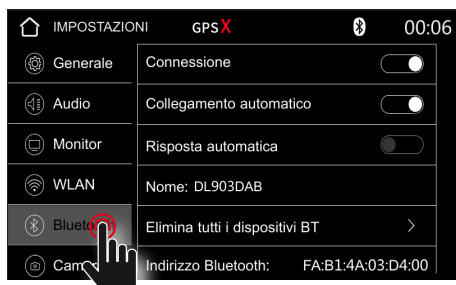 IMPOSTAZIONI GPSX 00:06
Generale
Connessione
Audio
Collegamento automatico
Monitor
Risposta automatica
WLAN
Nome: DL903DAB
Elimina tutti i dispositivi BT
Indirizzo Bluetooth: FA:B1:4A:03:D4:00